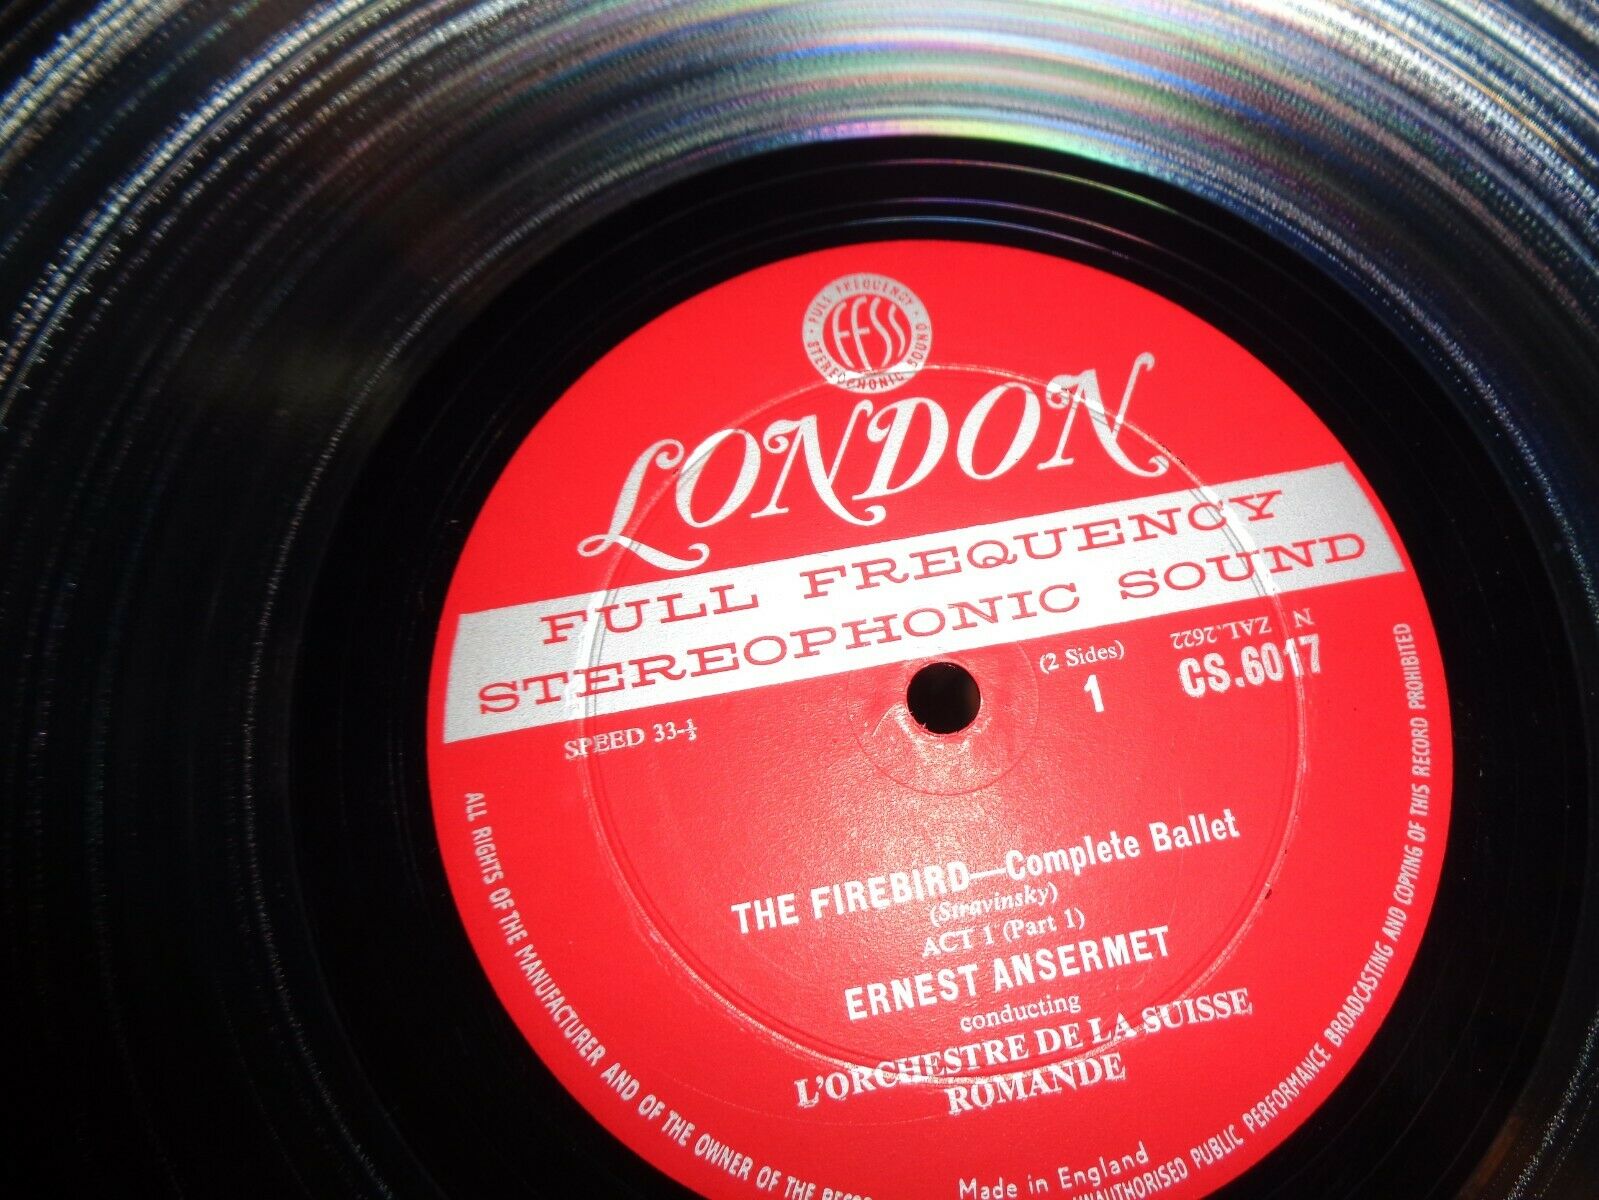 FULL FREQUENCY
FFSS
STEREOPHONIC SOUND
LONDON
FULL FREQUENCY
STEREOPHONIC SOUND
SPEED 33-⅓
(2 Sides)
1
N
ZAL.2622
CS.6017
THE FIREBIRD—Complete Ballet
(Stravinsky)
ACT 1 (Part 1)
ERNEST ANSERMET
conducting
L'ORCHESTRE DE LA SUISSE
ROMANDE
Made in England
ALL RIGHTS OF THE MANUFACTURER AND OF THE OWNER OF THE
UNAUTHORISED PUBLIC PERFORMANCE BROADCASTING AND COPYING OF THIS RECORD PROHIBITED